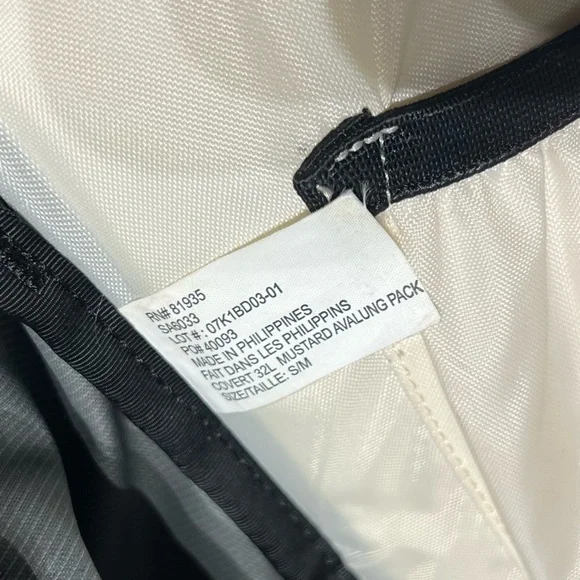 RN# 81935
SA6033
LOT # : 07K1BD03-01
PO# 40093
MADE IN PHILIPPINES
FAIT DANS LES PHILIPPINS
COVERT 32L MUSTARD AVALUNG PACK
SIZE/TAILLE: S/M